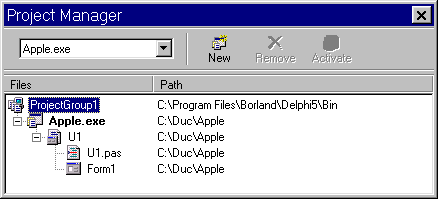 Project Manager
Apple.exe
New Remove Activate
Files Path
ProjectGroup1 C:\Program Files\Borland\Delphi5\Bin
Apple.exe C:\Duc\Apple
U1 C:\Duc\Apple
U1.pas C:\Duc\Apple
Form1 C:\Duc\Apple